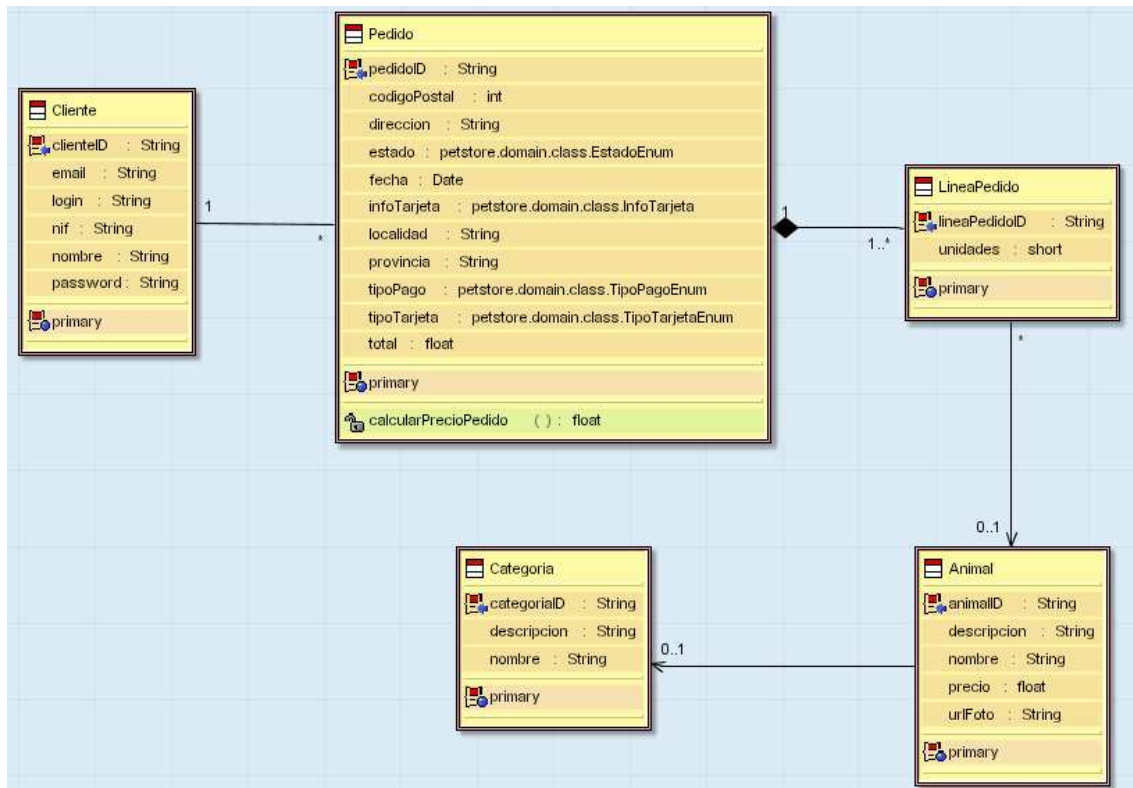 Cliente
clienteID : String
email : String
login : String
nif : String
nombre : String
password : String
primary
1
*
Pedido
pedidoID : String
codigoPostal : int
direccion : String
estado : petstore.domain.class.EstadoEnum
fecha : Date
infoTarjeta : petstore.domain.class.InfoTarjeta
localidad : String
provincia : String
tipoPago : petstore.domain.class.TipoPagoEnum
tipoTarjeta : petstore.domain.class.TipoTarjetaEnum
total : float
primary
calcularPrecioPedido ( ) : float
1
1..*
LineaPedido
lineaPedidoID : String
unidades : short
primary
*
0..1
Categoria
categoriaID : String
descripcion : String
nombre : String
primary
0..1
Animal
animalID : String
descripcion : String
nombre : String
precio : float
urlFoto : String
primary